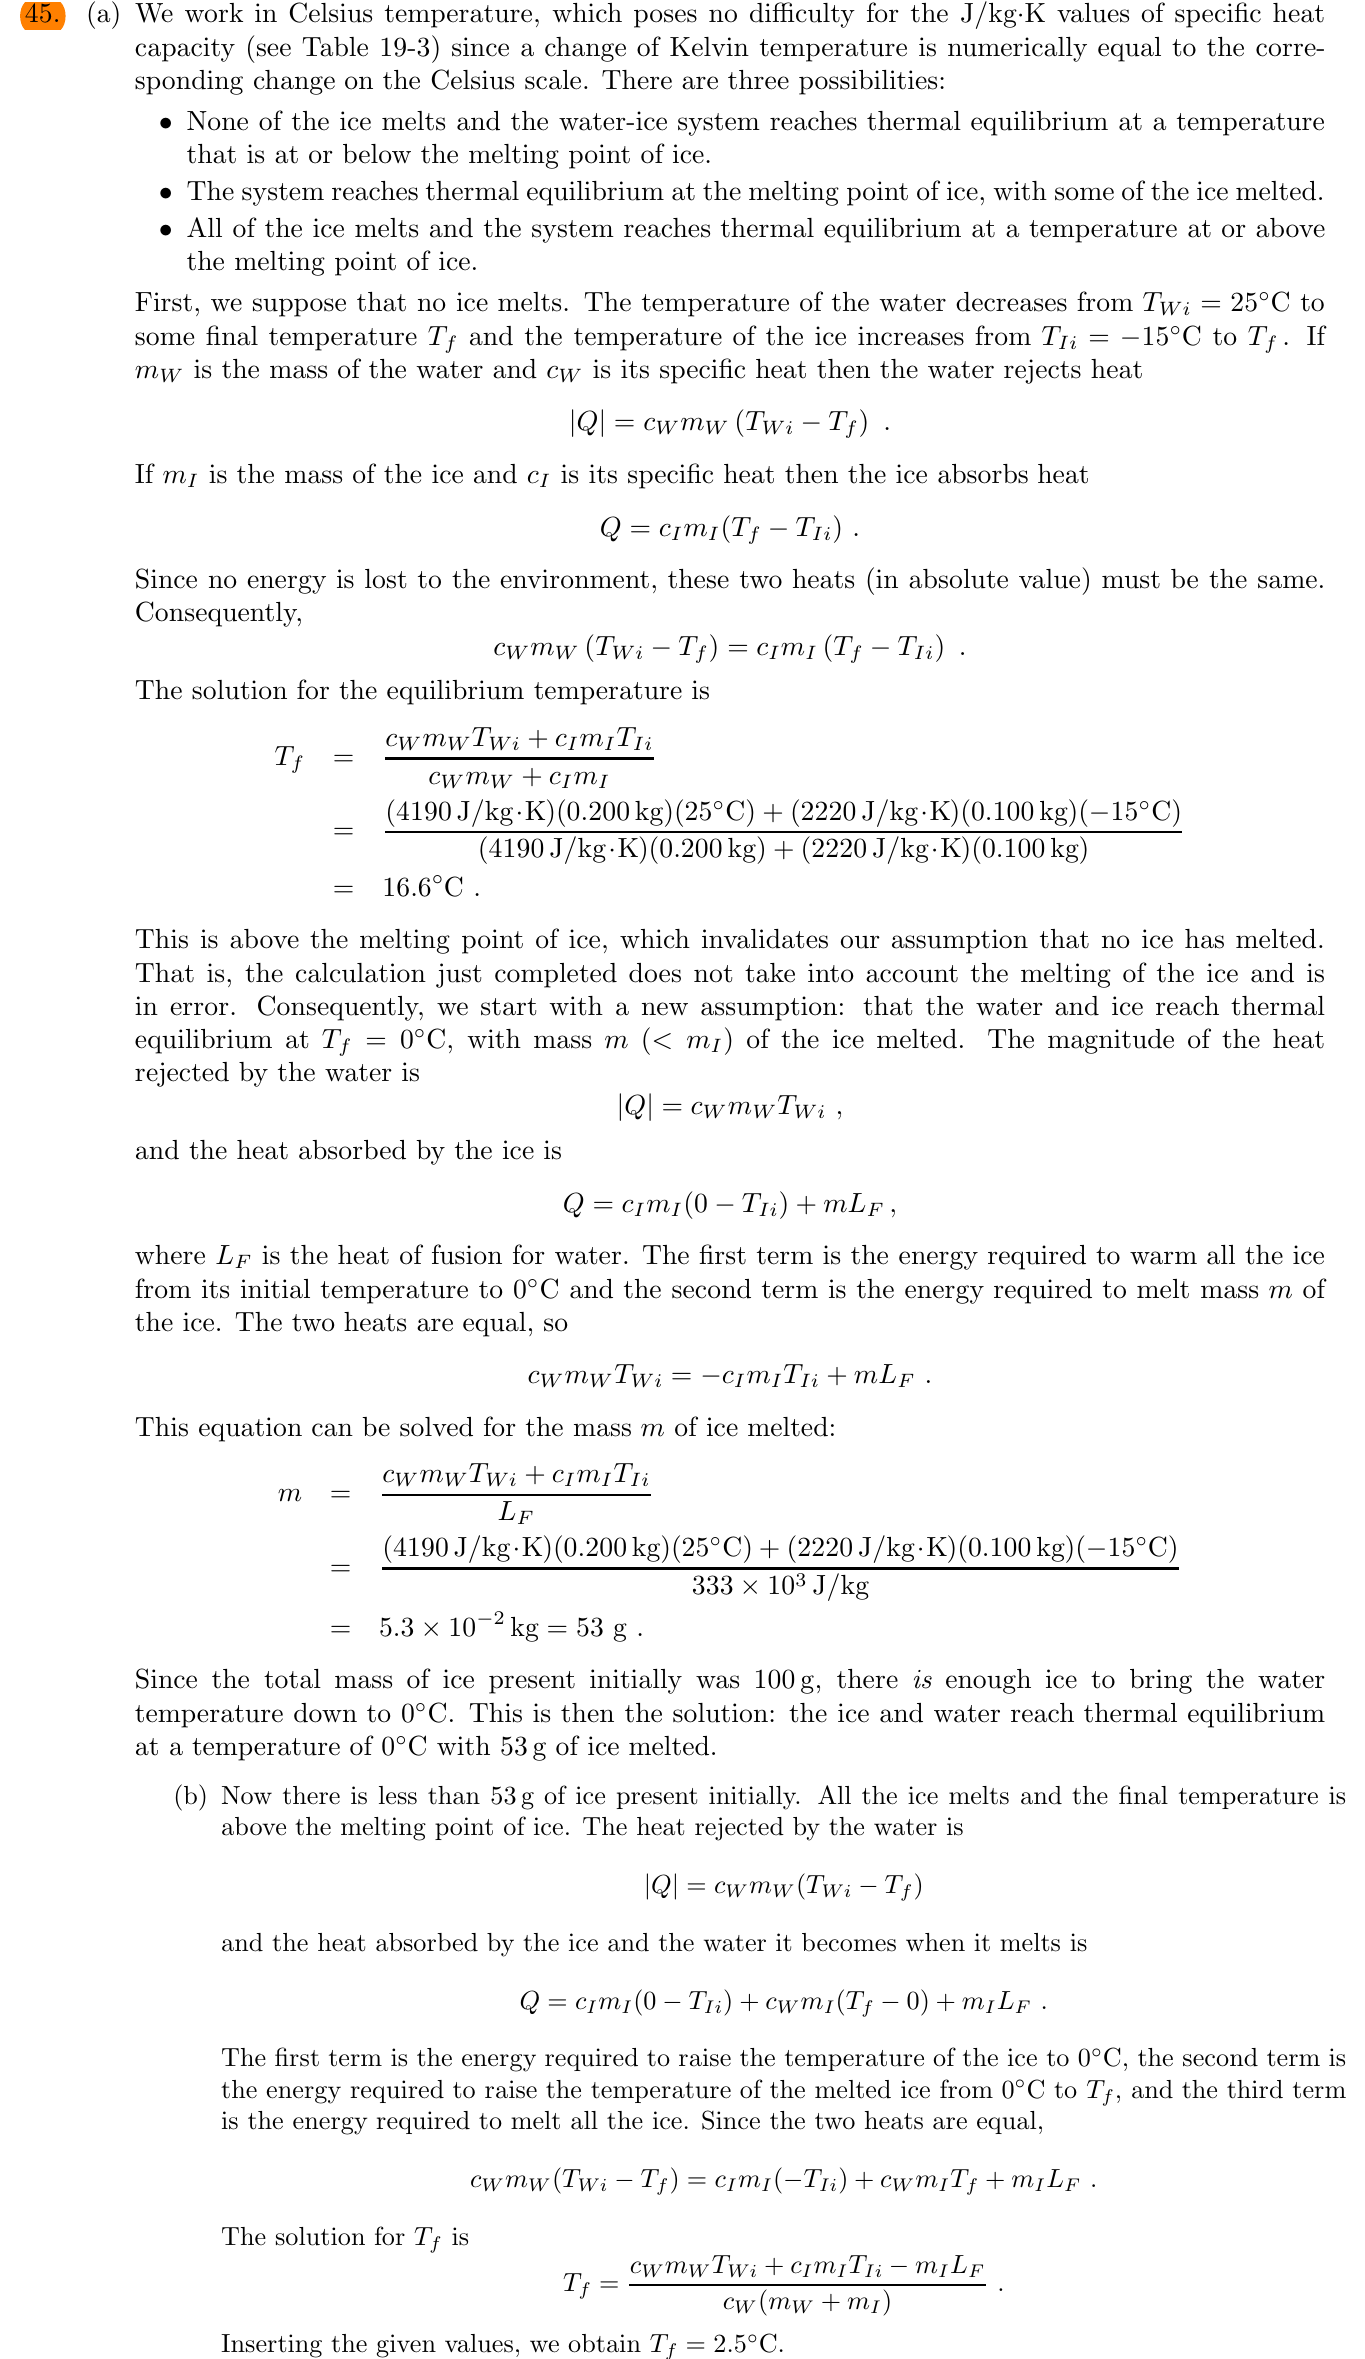 45. (a) We work in Celsius temperature, which poses no difficulty for the J/kg·K values of specific heat
capacity (see Table 19-3) since a change of Kelvin temperature is numerically equal to the corre-
sponding change on the Celsius scale. There are three possibilities:
• None of the ice melts and the water-ice system reaches thermal equilibrium at a temperature
that is at or below the melting point of ice.
• The system reaches thermal equilibrium at the melting point of ice, with some of the ice melted.
• All of the ice melts and the system reaches thermal equilibrium at a temperature at or above
the melting point of ice.
First, we suppose that no ice melts. The temperature of the water decreases from T_{Wi} = 25°C to
some final temperature T_f and the temperature of the ice increases from T_{Ii} = −15°C to T_f. If
m_W is the mass of the water and c_W is its specific heat then the water rejects heat
|Q| = c_W m_W (T_{Wi} − T_f) .
If m_I is the mass of the ice and c_I is its specific heat then the ice absorbs heat
Q = c_I m_I (T_f − T_{Ii}) .
Since no energy is lost to the environment, these two heats (in absolute value) must be the same.
Consequently,
c_W m_W (T_{Wi} − T_f) = c_I m_I (T_f − T_{Ii}) .
The solution for the equilibrium temperature is
T_f = \frac{c_W m_W T_{Wi} + c_I m_I T_{Ii}}{c_W m_W + c_I m_I}
= \frac{(4190 J/kg·K)(0.200 kg)(25°C) + (2220 J/kg·K)(0.100 kg)(−15°C)}{(4190 J/kg·K)(0.200 kg) + (2220 J/kg·K)(0.100 kg)}
= 16.6°C .
This is above the melting point of ice, which invalidates our assumption that no ice has melted.
That is, the calculation just completed does not take into account the melting of the ice and is
in error. Consequently, we start with a new assumption: that the water and ice reach thermal
equilibrium at T_f = 0°C, with mass m (< m_I) of the ice melted. The magnitude of the heat
rejected by the water is
|Q| = c_W m_W T_{Wi} ,
and the heat absorbed by the ice is
Q = c_I m_I (0 − T_{Ii}) + mL_F ,
where L_F is the heat of fusion for water. The first term is the energy required to warm all the ice
from its initial temperature to 0°C and the second term is the energy required to melt mass m of
the ice. The two heats are equal, so
c_W m_W T_{Wi} = −c_I m_I T_{Ii} + mL_F .
This equation can be solved for the mass m of ice melted:
m = \frac{c_W m_W T_{Wi} + c_I m_I T_{Ii}}{L_F}
= \frac{(4190 J/kg·K)(0.200 kg)(25°C) + (2220 J/kg·K)(0.100 kg)(−15°C)}{333 × 10^3 J/kg}
= 5.3 × 10^{−2} kg = 53 g .
Since the total mass of ice present initially was 100 g, there is enough ice to bring the water
temperature down to 0°C. This is then the solution: the ice and water reach thermal equilibrium
at a temperature of 0°C with 53 g of ice melted.
(b) Now there is less than 53 g of ice present initially. All the ice melts and the final temperature is
above the melting point of ice. The heat rejected by the water is
|Q| = c_W m_W (T_{Wi} − T_f)
and the heat absorbed by the ice and the water it becomes when it melts is
Q = c_I m_I (0 − T_{Ii}) + c_W m_I (T_f − 0) + m_I L_F .
The first term is the energy required to raise the temperature of the ice to 0°C, the second term is
the energy required to raise the temperature of the melted ice from 0°C to T_f, and the third term
is the energy required to melt all the ice. Since the two heats are equal,
c_W m_W (T_{Wi} − T_f) = c_I m_I (−T_{Ii}) + c_W m_I T_f + m_I L_F .
The solution for T_f is
T_f = \frac{c_W m_W T_{Wi} + c_I m_I T_{Ii} − m_I L_F}{c_W (m_W + m_I)} .
Inserting the given values, we obtain T_f = 2.5°C.